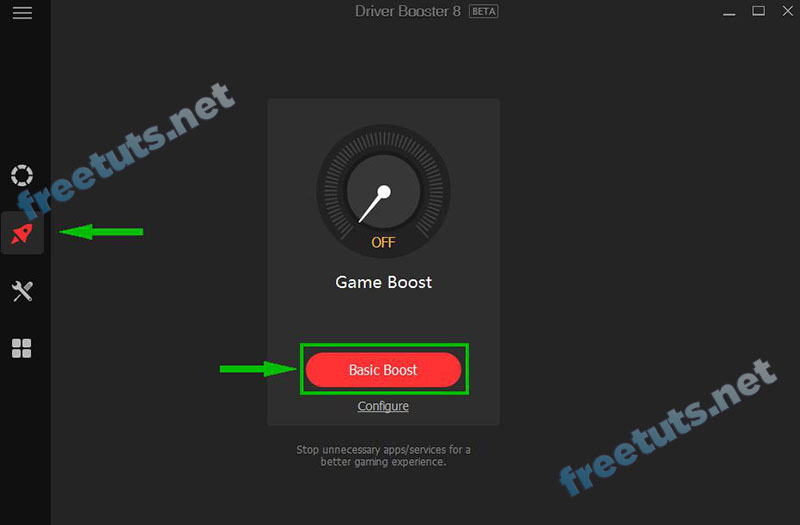 Driver Booster 8 BETA
freetuts.net
OFF
Game Boost
Basic Boost
Configure
Stop unnecessary apps/services for a
better gaming experience.
freetuts.net